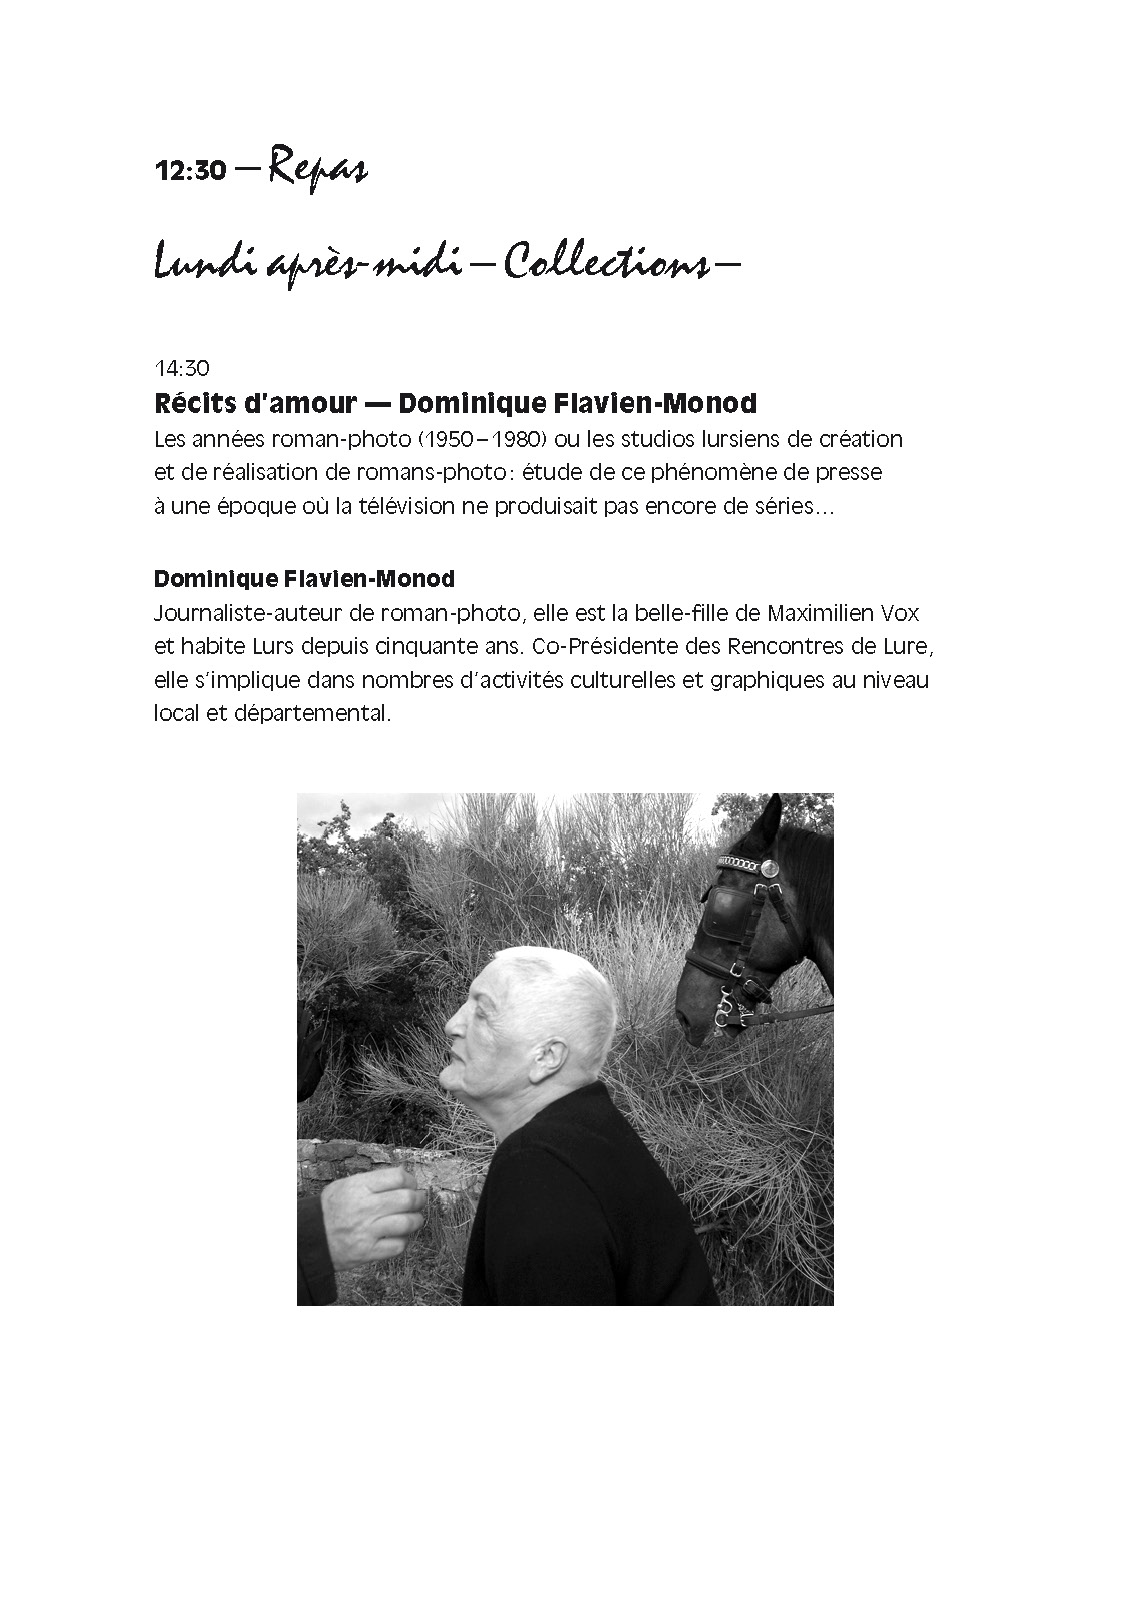 12:30 — Repas
Lundi après-midi — Collections —
14:30
Récits d'amour — Dominique Flavien-Monod
Les années roman-photo (1950 – 1980) ou les studios lursiens de création
et de réalisation de romans-photo : étude de ce phénomène de presse
à une époque où la télévision ne produisait pas encore de séries…
Dominique Flavien-Monod
Journaliste-auteur de roman-photo, elle est la belle-fille de Maximilien Vox
et habite Lurs depuis cinquante ans. Co-Présidente des Rencontres de Lure,
elle s’implique dans nombres d’activités culturelles et graphiques au niveau
local et départemental.